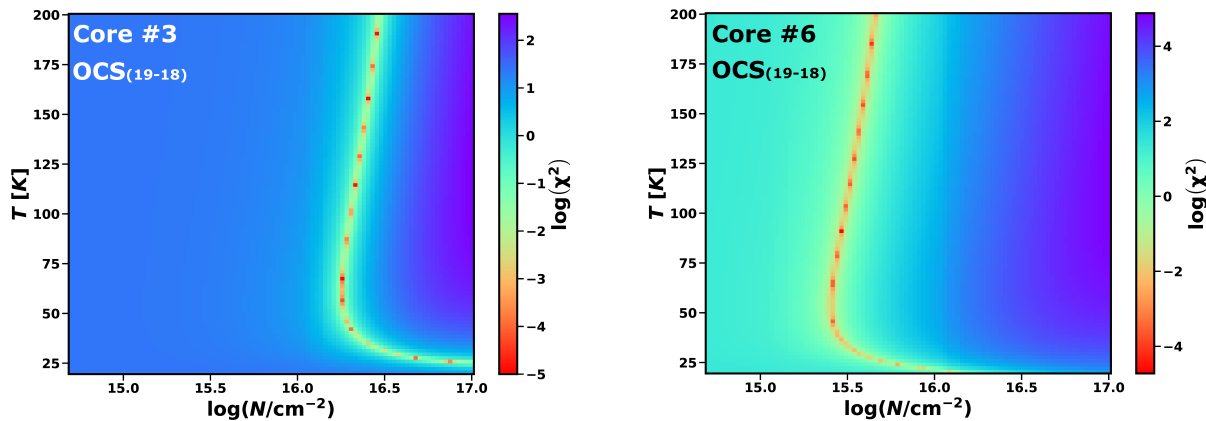 Core #3
OCS(19-18)
200
175
150
125
100
75
50
25
T [K]
15.0 15.5 16.0 16.5 17.0
log(N/cm⁻²)
2
1
0
−1
−2
−3
−4
−5
log(χ²)
Core #6
OCS(19-18)
200
175
150
125
100
75
50
25
T [K]
15.0 15.5 16.0 16.5 17.0
log(N/cm⁻²)
4
2
0
−2
−4
log(χ²)